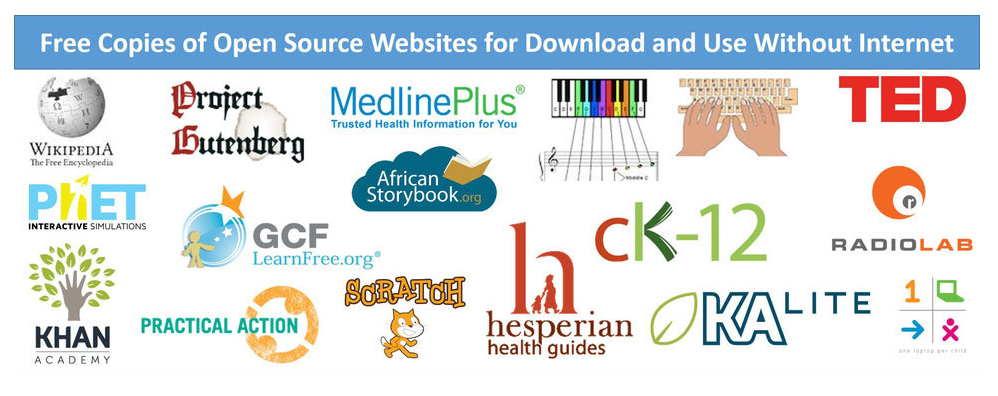 Free Copies of Open Source Websites for Download and Use Without Internet
WIKIPEDIA
The Free Encyclopedia
Project
Gutenberg
MedlinePlus®
Trusted Health Information for You
Middle C
TED
PhET
INTERACTIVE SIMULATIONS
African
Storybook.org
GCF
LearnFree.org®
cK-12
RADIOLAB
KHAN
ACADEMY
PRACTICAL ACTION
SCRATCH
hesperian
health guides
KA LITE
1
one laptop per child